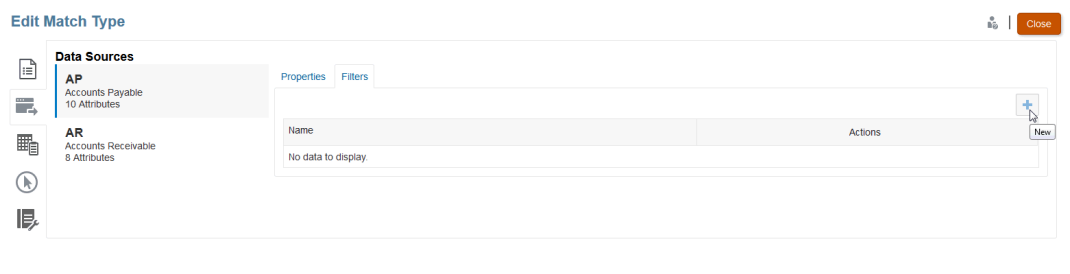 Edit Match Type
Close
Data Sources
AP
Accounts Payable
10 Attributes
AR
Accounts Receivable
8 Attributes
Properties
Filters
New
Name
Actions
No data to display.